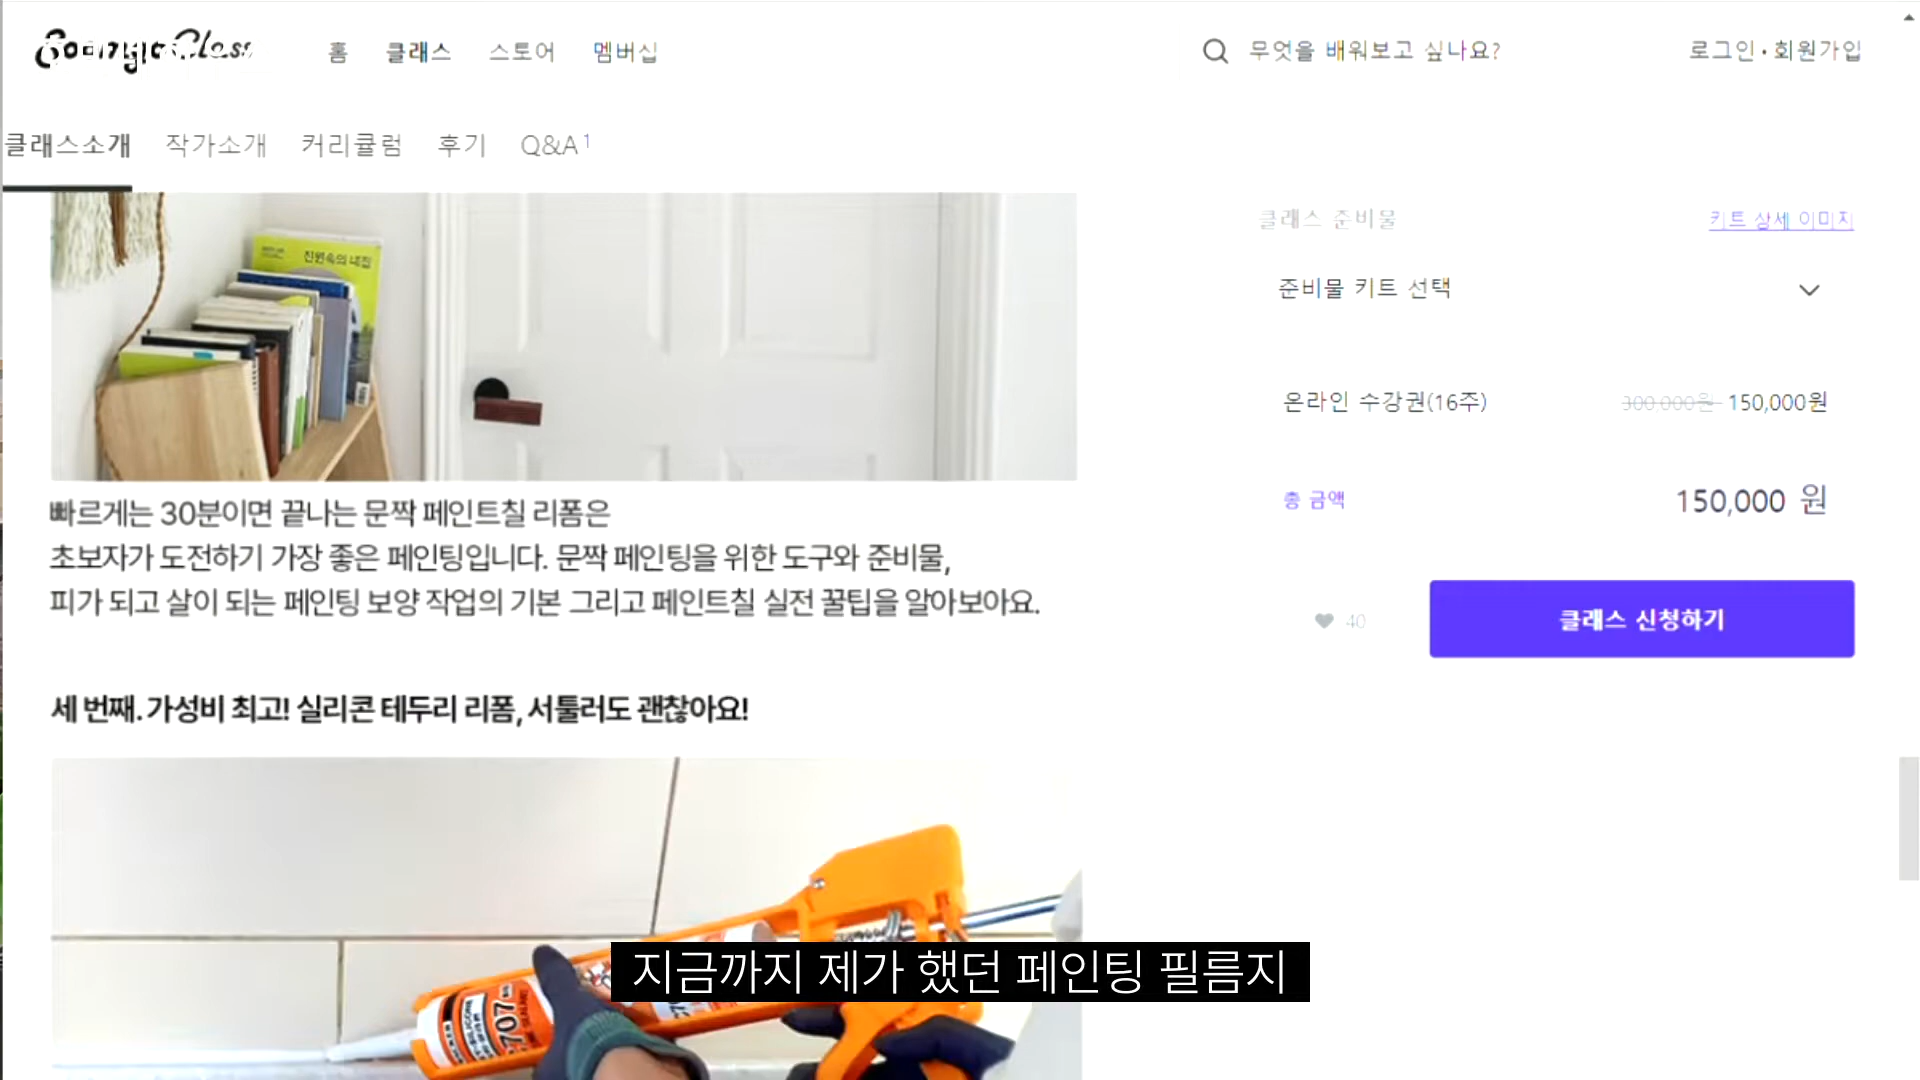 홈 클래스 스토어 멤버십
무엇을 배워보고 싶나요?
로그인·회원가입
클래스소개 작가소개 커리큘럼 후기 Q&A 1
전원속의 내집
빠르게는 30분이면 끝나는 문짝 페인트칠 리폼은
초보자가 도전하기 가장 좋은 페인팅입니다. 문짝 페인팅을 위한 도구와 준비물,
피가 되고 살이 되는 페인팅 보양 작업의 기본 그리고 페인트칠 실전 꿀팁을 알아보아요.
세 번째. 가성비 최고! 실리콘 테두리 리폼, 서툴러도 괜찮아요!
707
클래스 준비물 키트 상세 이미지
준비물 키트 선택
온라인 수강권(16주) 300,000원 150,000원
총 금액 150,000 원
40
클래스 신청하기
지금까지 제가 했던 페인팅 필름지